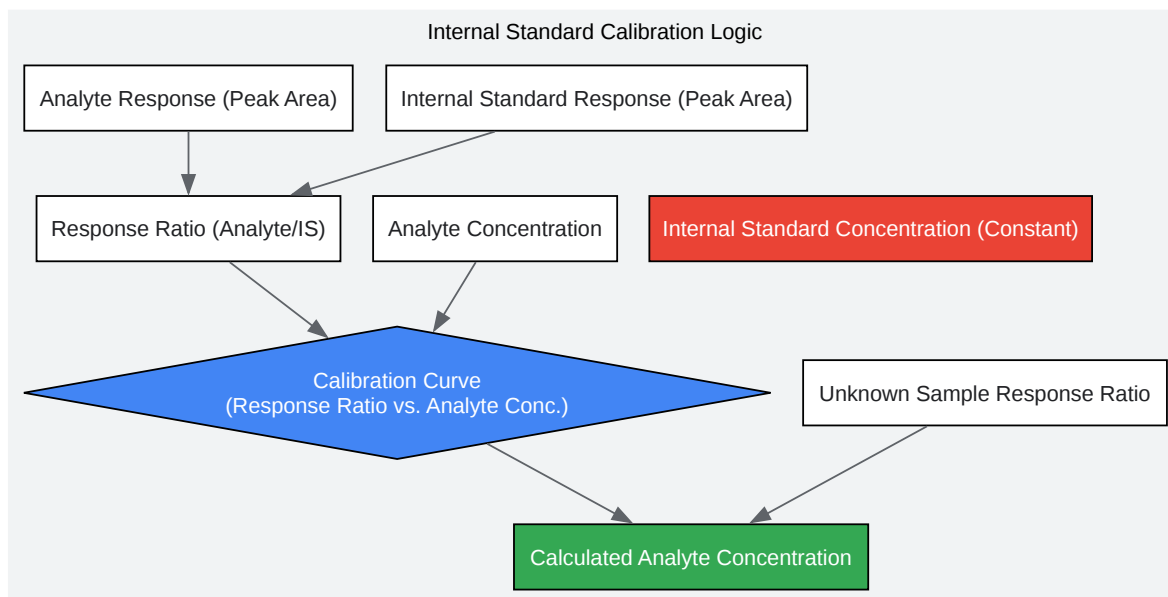 Internal Standard Calibration Logic
Analyte Response (Peak Area)
Internal Standard Response (Peak Area)
Response Ratio (Analyte/IS)
Analyte Concentration
Internal Standard Concentration (Constant)
Calibration Curve
(Response Ratio vs. Analyte Conc.)
Unknown Sample Response Ratio
Calculated Analyte Concentration